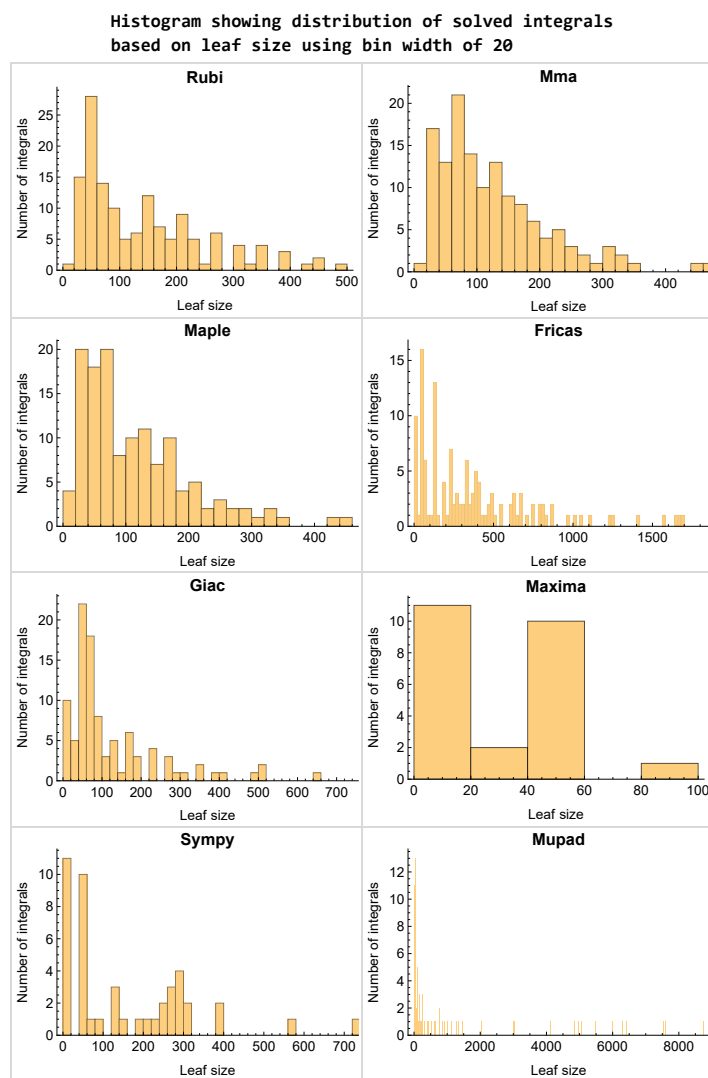 Histogram showing distribution of solved integrals
based on leaf size using bin width of 20
Rubi
Number of integrals
25
20
15
10
5
0
0 100 200 300 400 500
Leaf size
Mma
Number of integrals
20
15
10
5
0
0 100 200 300 400
Leaf size
Maple
Number of integrals
20
15
10
5
0
0 100 200 300 400
Leaf size
Fricas
Number of integrals
15
10
5
0
0 500 1000 1500
Leaf size
Giac
Number of integrals
20
15
10
5
0
0 100 200 300 400 500 600 700
Leaf size
Maxima
Number of integrals
10
8
6
4
2
0
0 20 40 60 80 100
Leaf size
Sympy
Number of integrals
10
8
6
4
2
0
0 100 200 300 400 500 600 700
Leaf size
Mupad
Number of integrals
12
10
8
6
4
2
0
0 2000 4000 6000 8000
Leaf size